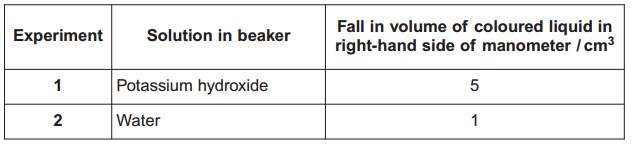 Experiment Solution in beaker Fall in volume of coloured liquid in
right-hand side of manometer / cm³
1 Potassium hydroxide 5
2 Water 1